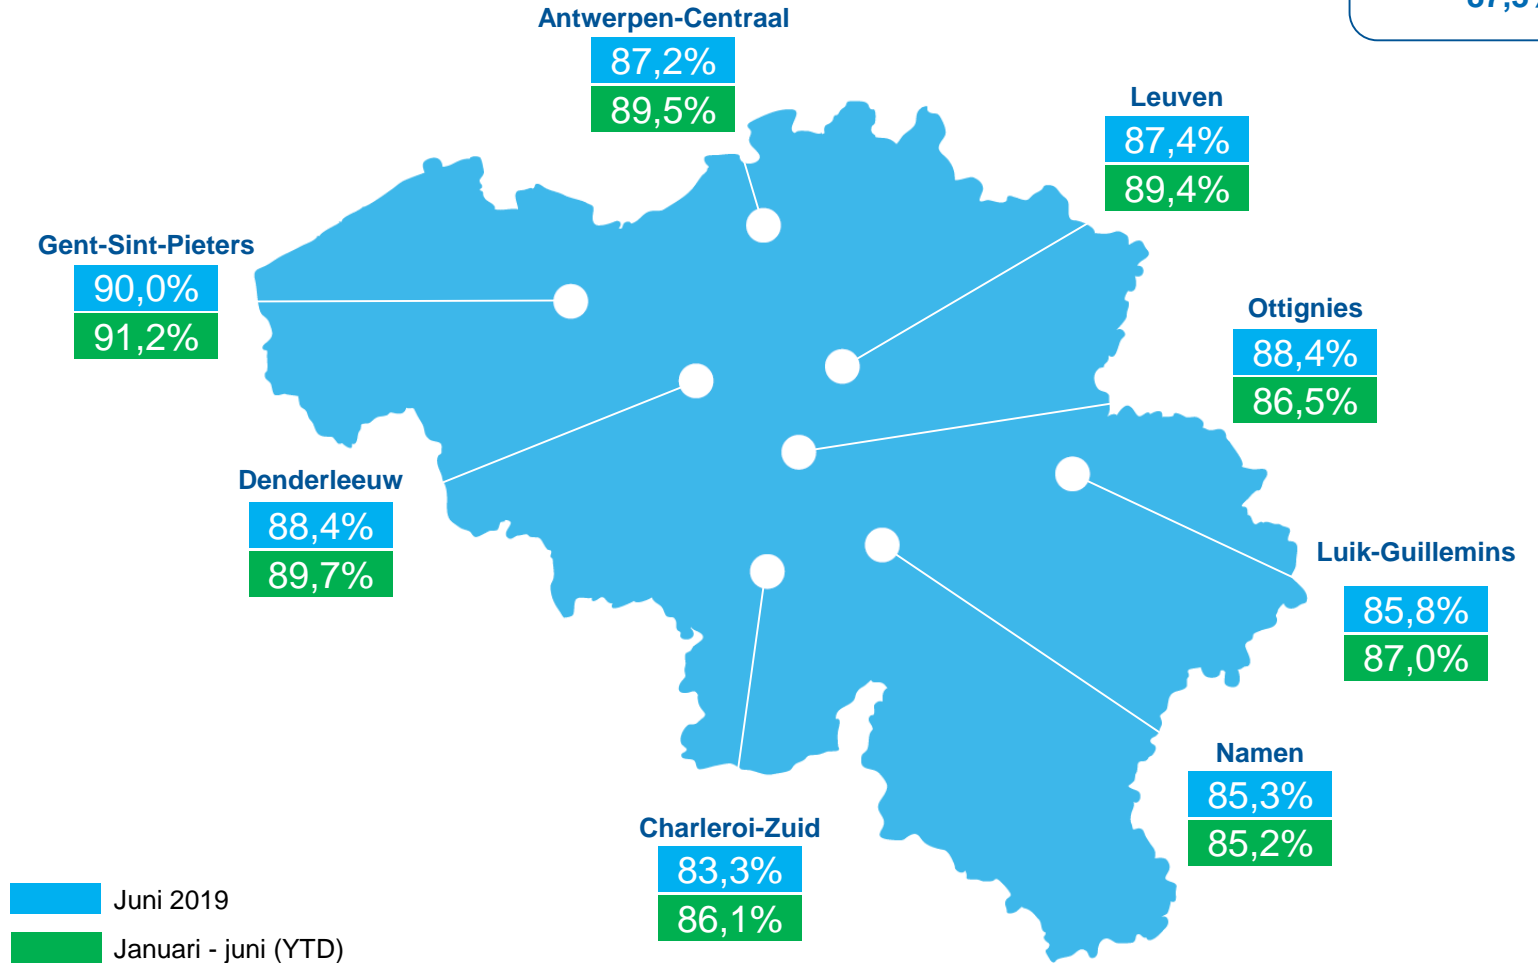 Antwerpen-Centraal
87,2%
89,5%
Leuven
87,4%
89,4%
Gent-Sint-Pieters
90,0%
91,2%
Ottignies
88,4%
86,5%
Denderleeuw
88,4%
89,7%
Luik-Guillemins
85,8%
87,0%
Namen
85,3%
85,2%
Charleroi-Zuid
83,3%
86,1%
Juni 2019
Januari - juni (YTD)